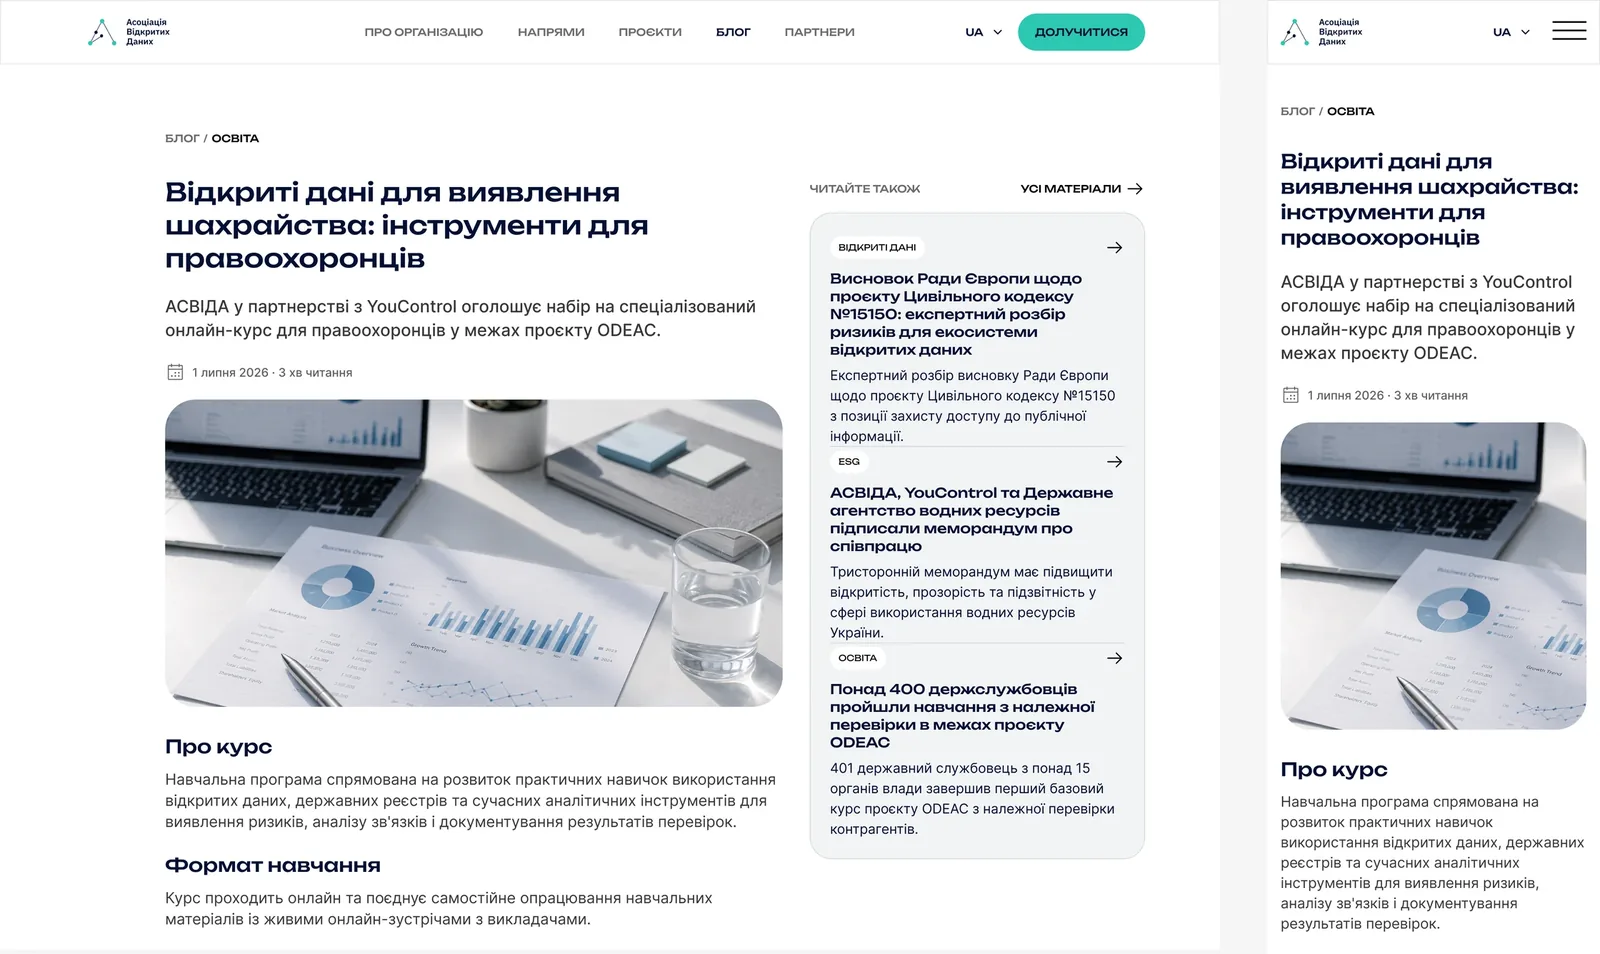 Асоціація
Відкритих
Даних
ПРО ОРГАНІЗАЦІЮ
НАПРЯМИ
ПРОЄКТИ
БЛОГ
ПАРТНЕРИ
UA
ДОЛУЧИТИСЯ
БЛОГ / ОСВІТА
Відкриті дані для виявлення
шахрайства: інструменти для
правоохоронців
АСВІДА у партнерстві з YouControl оголошує набір на спеціалізований
онлайн-курс для правоохоронців у межах проєкту ODEAC.
1 липня 2026 · 3 хв читання
Business Overview
Market Analysis
Growth Trend
Про курс
Навчальна програма спрямована на розвиток практичних навичок використання
відкритих даних, державних реєстрів та сучасних аналітичних інструментів для
виявлення ризиків, аналізу зв'язків і документування результатів перевірок.
Формат навчання
Курс проходить онлайн та поєднує самостійне опрацювання навчальних
матеріалів із живими онлайн-зустрічами з викладачами.
ЧИТАЙТЕ ТАКОЖ
УСІ МАТЕРІАЛИ
ВІДКРИТІ ДАНІ
Висновок Ради Європи щодо
проєкту Цивільного кодексу
№15150: експертний розбір
ризиків для екосистеми
відкритих даних
Експертний розбір висновку Ради Європи
щодо проєкту Цивільного кодексу №15150
з позиції захисту доступу до публічної
інформації.
ESG
АСВІДА, YouControl та Державне
агентство водних ресурсів
підписали меморандум про
співпрацю
Тристоронній меморандум має підвищити
відкритість, прозорість та підзвітність у
сфері використання водних ресурсів
України.
ОСВІТА
Понад 400 держслужбовців
пройшли навчання з належної
перевірки в межах проєкту
ODEAC
401 державний службовець з понад 15
органів влади завершив перший базовий
курс проєкту ODEAC з належної перевірки
контрагентів.
Асоціація
Відкритих
Даних
UA
БЛОГ / ОСВІТА
Відкриті дані для
виявлення шахрайства:
інструменти для
правоохоронців
АСВІДА у партнерстві з YouControl
оголошує набір на спеціалізований
онлайн-курс для правоохоронців у
межах проєкту ODEAC.
1 липня 2026 · 3 хв читання
Business Overview
Market Analysis
Growth Trend
Про курс
Навчальна програма спрямована на
розвиток практичних навичок
використання відкритих даних, державних
реєстрів та сучасних аналітичних
інструментів для виявлення ризиків,
аналізу зв'язків і документування
результатів перевірок.